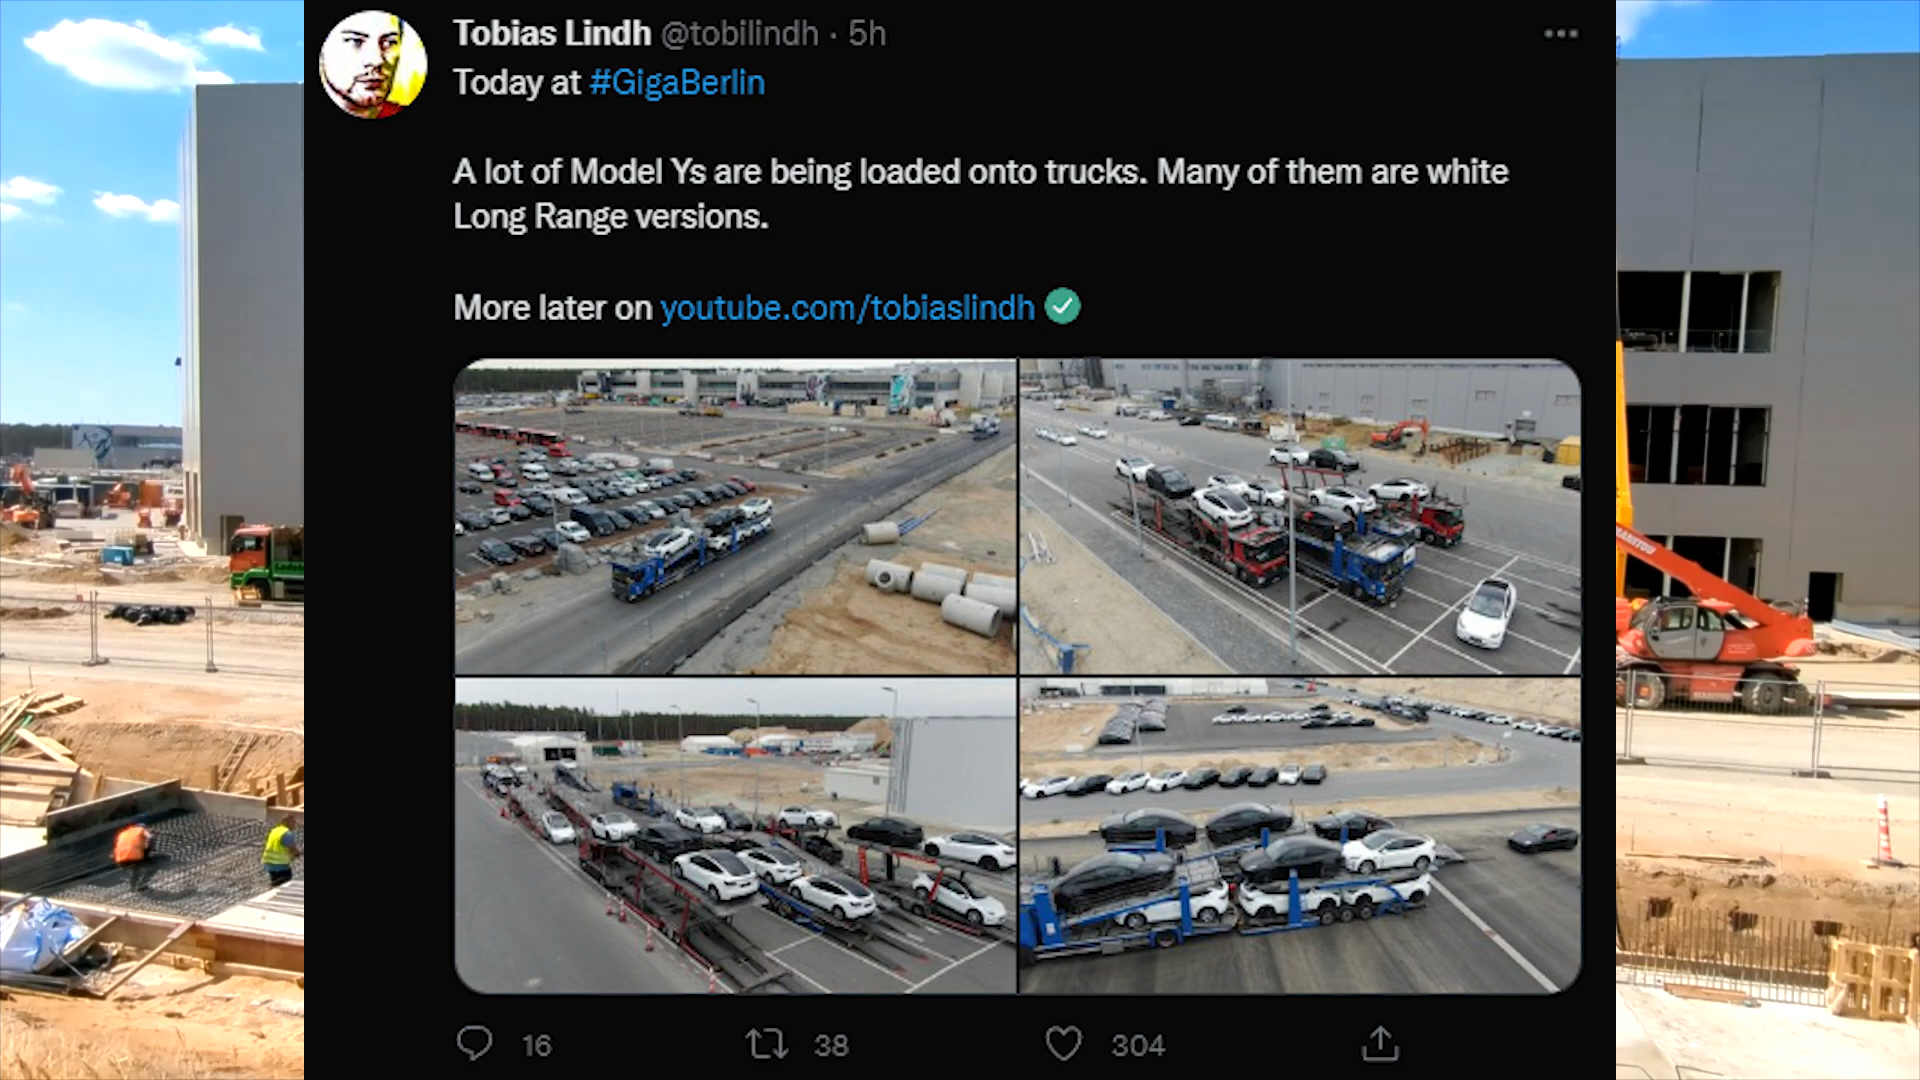 Tobias Lindh @tobilindh · 5h
Today at #GigaBerlin
A lot of Model Ys are being loaded onto trucks. Many of them are white
Long Range versions.
More later on youtube.com/tobiaslindh
16 38 304
MANITOU